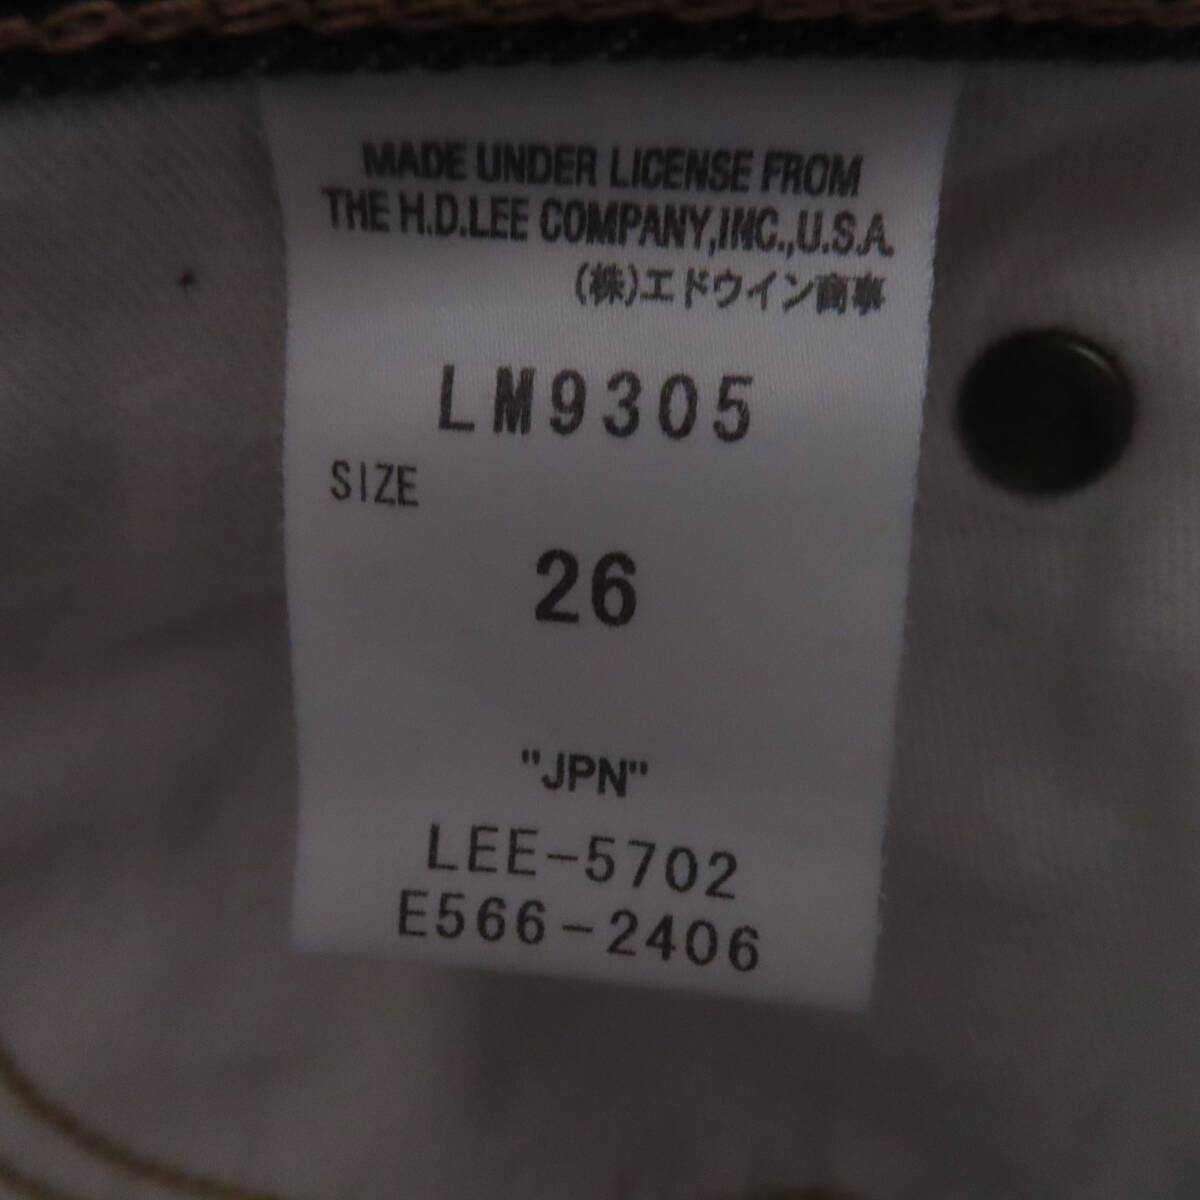 MADE UNDER LICENSE FROM
THE H.D.LEE COMPANY,INC.,U.S.A.
(株)エドウイン商事
LM9305
SIZE
26
"JPN"
LEE-5702
E566-2406